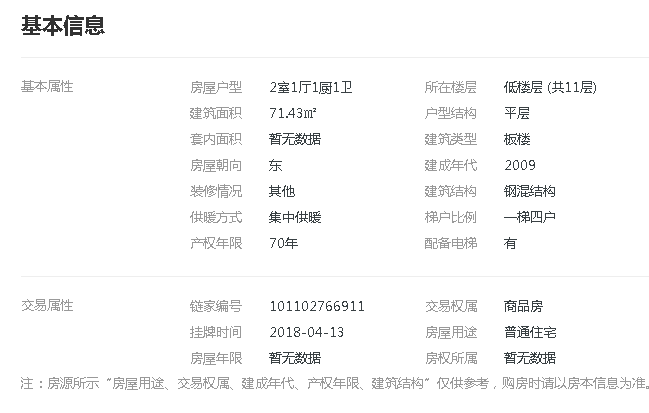 基本信息
基本属性 房屋户型 2室1厅1厨1卫 所在楼层 低楼层 (共11层)
建筑面积 71.43㎡ 户型结构 平层
套内面积 暂无数据 建筑类型 板楼
房屋朝向 东 建成年代 2009
装修情况 其他 建筑结构 钢混结构
供暖方式 集中供暖 梯户比例 一梯四户
产权年限 70年 配备电梯 有
交易属性 链家编号 101102766911 交易权属 商品房
挂牌时间 2018-04-13 房屋用途 普通住宅
房屋年限 暂无数据 房权所属 暂无数据
注：房源所示“房屋用途、交易权属、建成年代、产权年限、建筑结构”仅供参考，购房时请以房本信息为准。